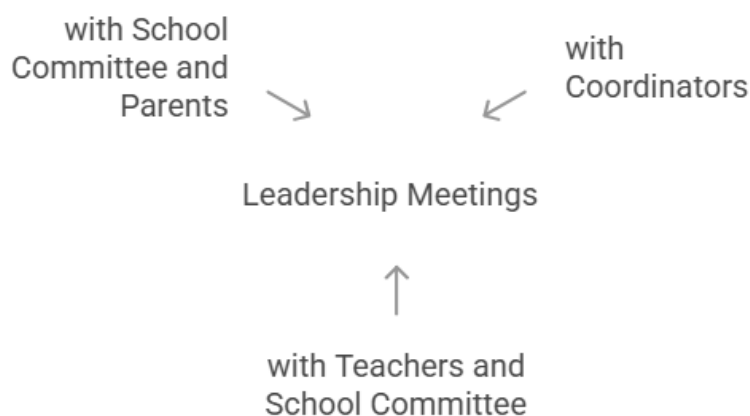 with School
Committee and
Parents
with
Coordinators
Leadership Meetings
with Teachers and
School Committee